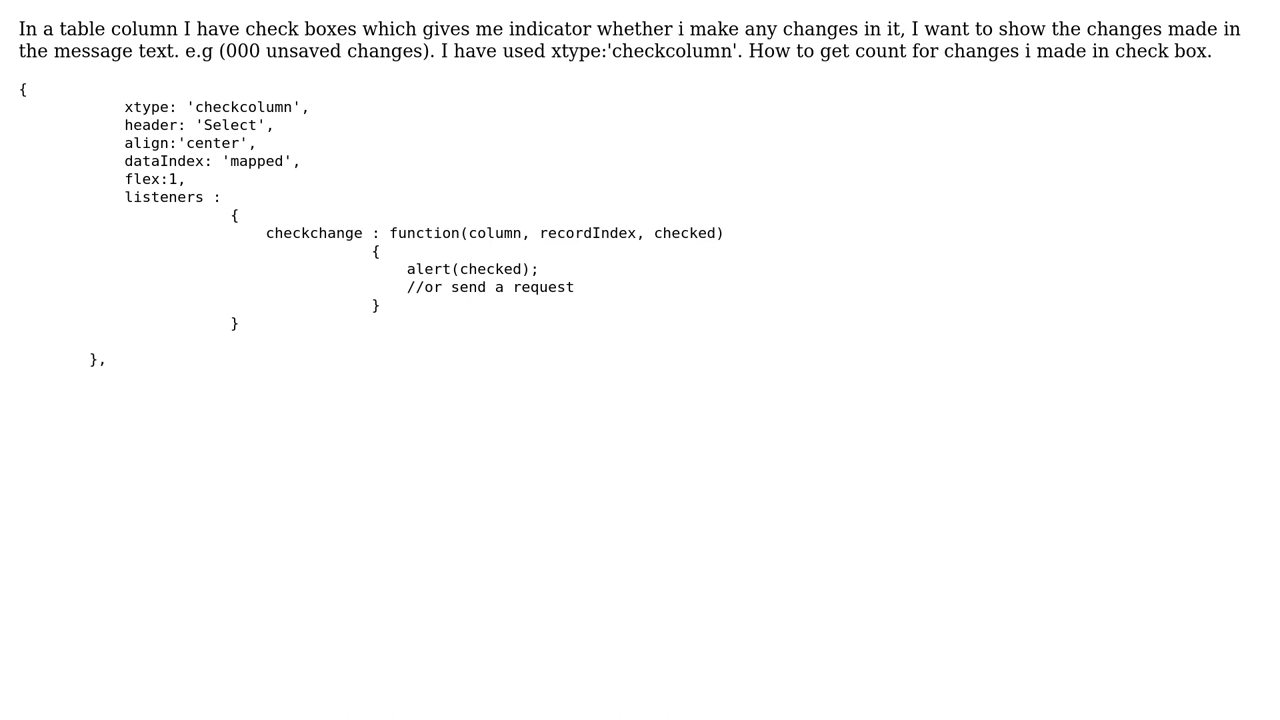 In a table column I have check boxes which gives me indicator whether i make any changes in it, I want to show the changes made in
the message text. e.g (000 unsaved changes). I have used xtype:'checkcolumn'. How to get count for changes i made in check box.
{
            xtype: 'checkcolumn',
            header: 'Select',
            align:'center',
            dataIndex: 'mapped',
            flex:1,
            listeners :
                        {
                            checkchange : function(column, recordIndex, checked)
                                        {
                                            alert(checked);
                                            //or send a request
                                        }
                        }
        },